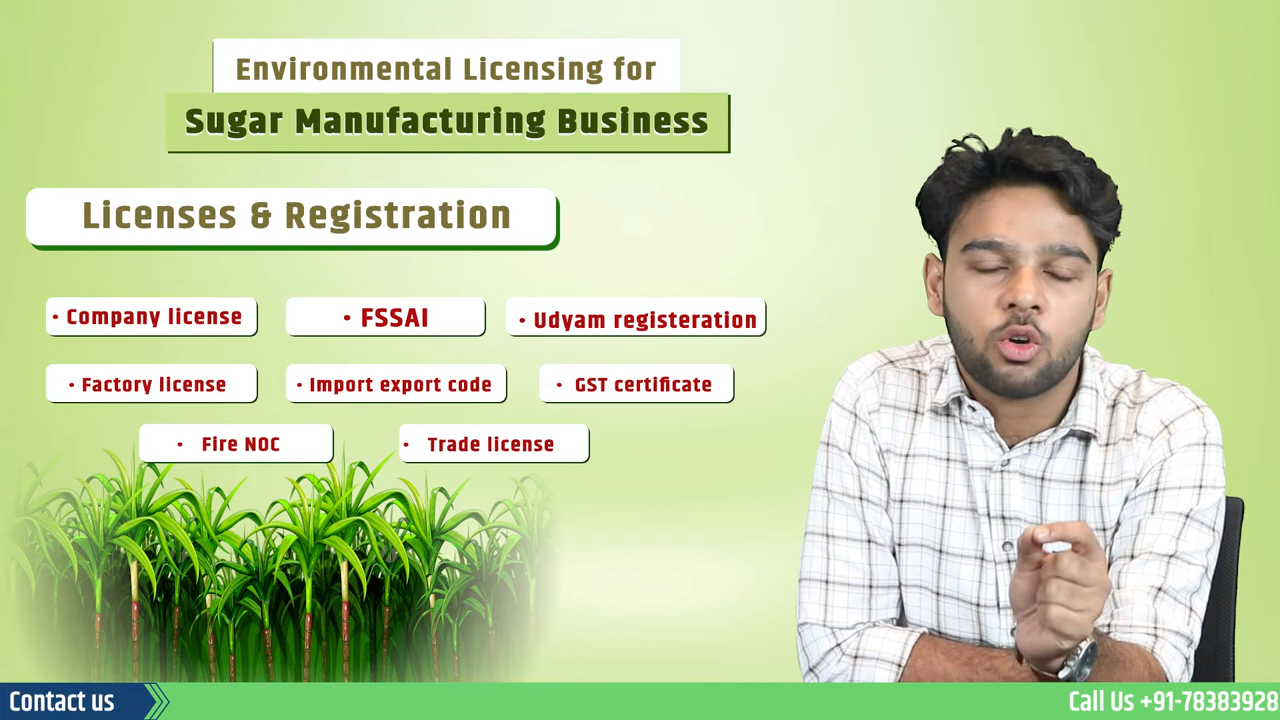 Environmental Licensing for
Sugar Manufacturing Business
Licenses & Registration
• Company license
• FSSAI
• Udyam registeration
• Factory license
• Import export code
• GST certificate
• Fire NOC
• Trade license
Contact us
Call Us +91-78383928